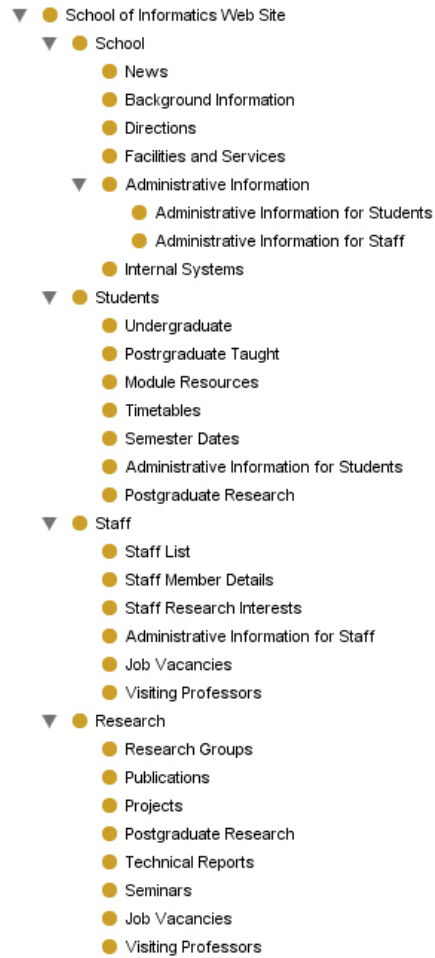 School of Informatics Web Site
School
News
Background Information
Directions
Facilities and Services
Administrative Information
Administrative Information for Students
Administrative Information for Staff
Internal Systems
Students
Undergraduate
Postrgraduate Taught
Module Resources
Timetables
Semester Dates
Administrative Information for Students
Postgraduate Research
Staff
Staff List
Staff Member Details
Staff Research Interests
Administrative Information for Staff
Job Vacancies
Visiting Professors
Research
Research Groups
Publications
Projects
Postgraduate Research
Technical Reports
Seminars
Job Vacancies
Visiting Professors